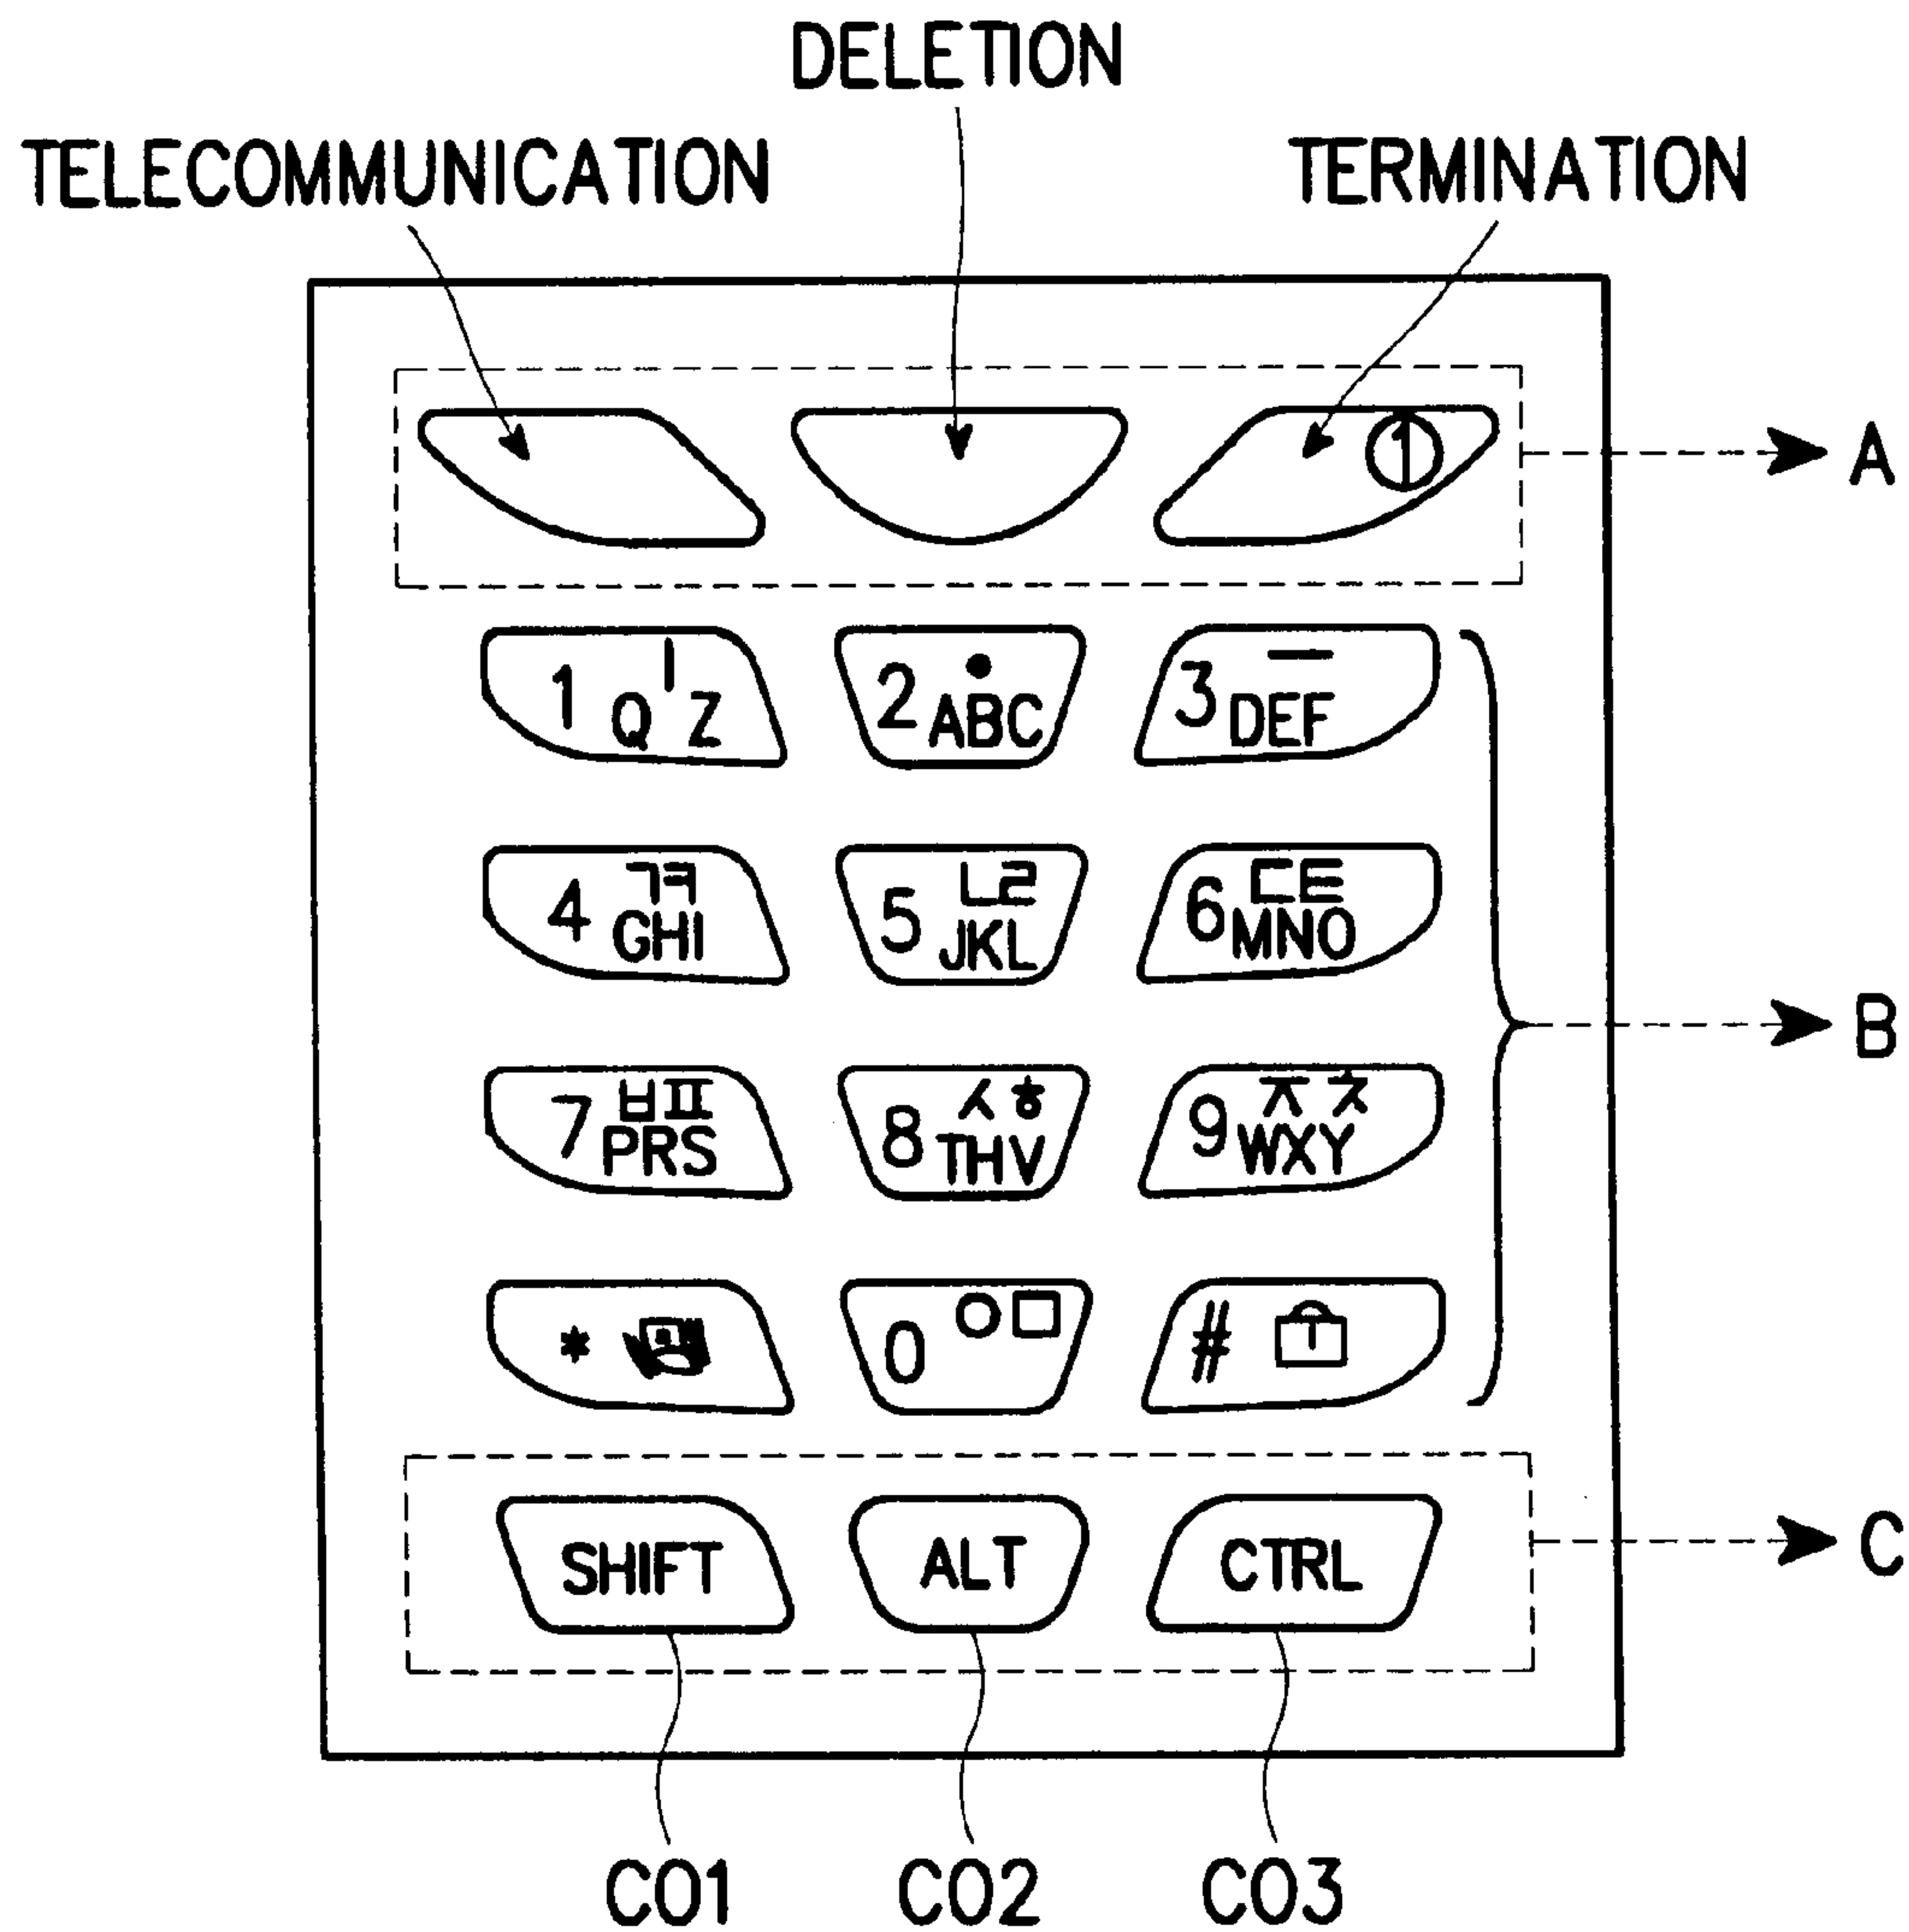 DELETION
TELECOMMUNICATION TERMINATION
1
A
1 ㅣ QZ
2 • ABC
3 ㅡ DEF
4 ㄱㅋ GHI
5 ㄴㄹ JKL
6 ㄷㅌ MNO
B
7 ㅂㅍ PRS
8 ㅅㅎ THV
9 ㅈㅊ WXY
*
0 ㅇㅁ
#
SHIFT ALT CTRL
C
C01 C02 C03